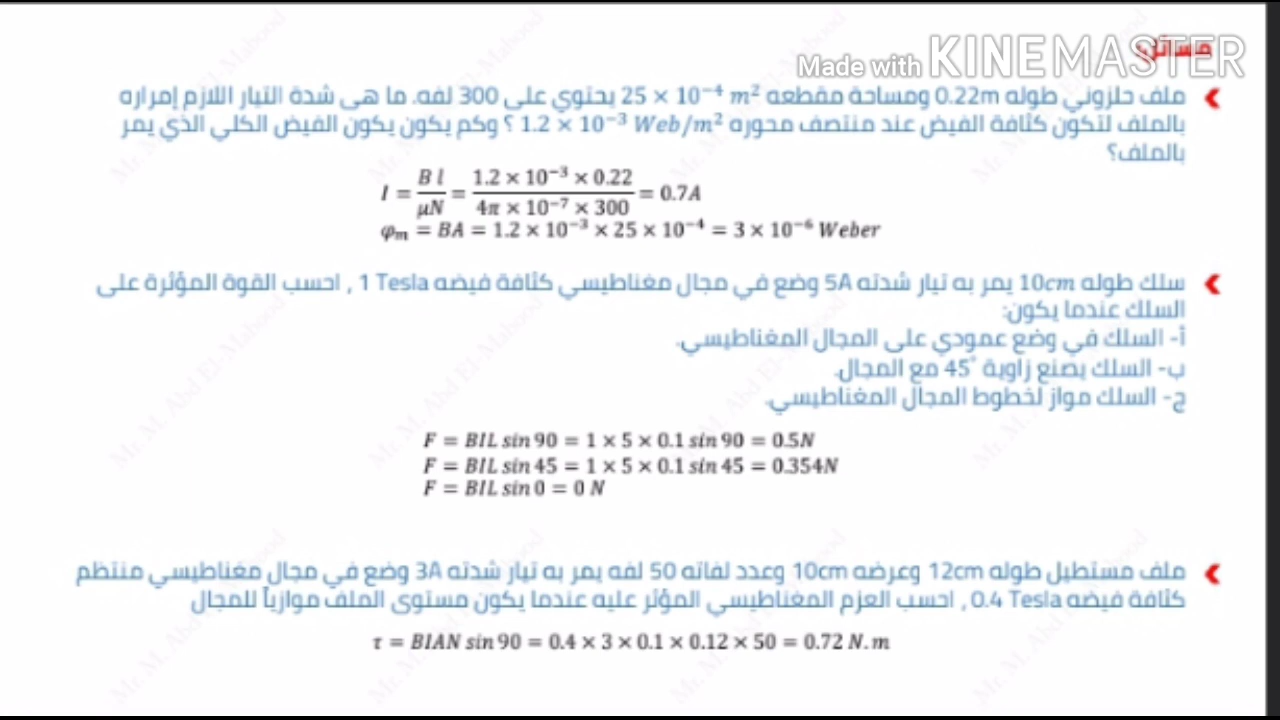 Made with KINEMASTER
مسائل:
ملف حلزوني طوله 0.22m ومساحة مقطعه 25 × 10⁻⁴ m² يحتوي على 300 لفه. ما هى شدة التيار اللازم إمراره
بالملف لتكون كثافة الفيض عند منتصف محوره 1.2 × 10⁻³ Web/m² ؟ وكم يكون يكون الفيض الكلي الذي يمر
بالملف؟
I = B l / μN = 1.2 × 10⁻³ × 0.22 / 4π × 10⁻⁷ × 300 = 0.7A
φm = BA = 1.2 × 10⁻³ × 25 × 10⁻⁴ = 3 × 10⁻⁶ Weber
سلك طوله 10cm يمر به تيار شدته 5A وضع في مجال مغناطيسي كثافة فيضه 1 Tesla , احسب القوة المؤثرة على
السلك عندما يكون:
أ- السلك في وضع عمودي على المجال المغناطيسي.
ب- السلك يصنع زاوية 45° مع المجال.
ج- السلك مواز لخطوط المجال المغناطيسي.
F = BIL sin 90 = 1 × 5 × 0.1 sin 90 = 0.5N
F = BIL sin 45 = 1 × 5 × 0.1 sin 45 = 0.354N
F = BIL sin 0 = 0 N
ملف مستطيل طوله 12cm وعرضه 10cm وعدد لفاته 50 لفه يمر به تيار شدته 3A وضع في مجال مغناطيسي منتظم
كثافة فيضه 0.4 Tesla , احسب العزم المغناطيسي المؤثر عليه عندما يكون مستوى الملف موازياً للمجال
τ = BIAN sin 90 = 0.4 × 3 × 0.1 × 0.12 × 50 = 0.72 N.m
Mr. M. Abd El-Mabood